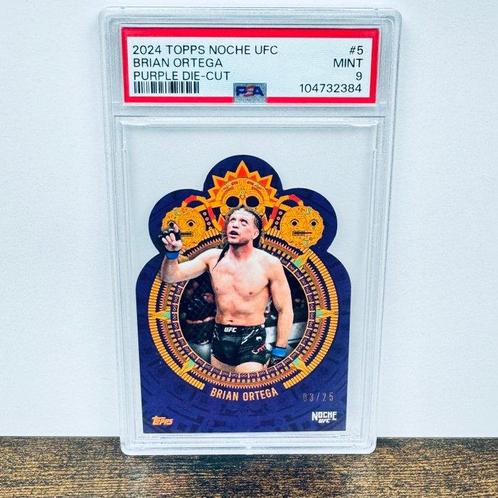 2024 TOPPS NOCHE UFC #5
BRIAN ORTEGA MINT
PURPLE DIE-CUT 9
PSA 104732384
UFC
BRIAN ORTEGA
03/25
Topps
NOCHE
UFC